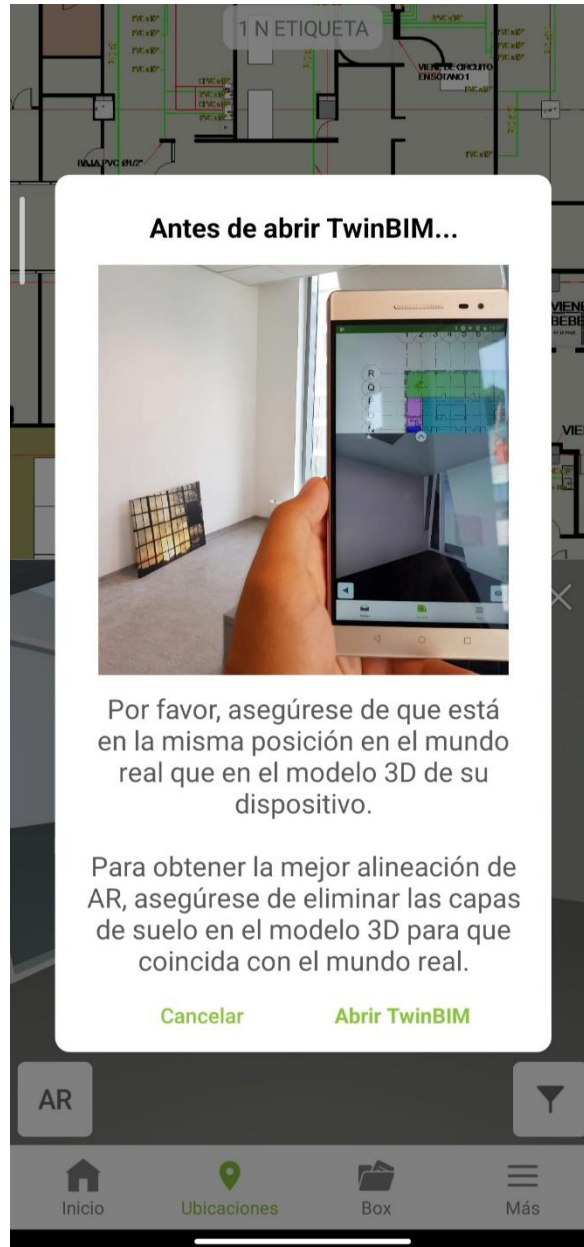 1 N ETIQUETA
VIENE DE CIRCUITO
EN SOTANO 1
BAJA PVC Ø1/2"
Antes de abrir TwinBIM...
VIENE
BEBE
VIE
R
Q
P
Por favor, asegúrese de que está
en la misma posición en el mundo
real que en el modelo 3D de su
dispositivo.
Para obtener la mejor alineación de
AR, asegúrese de eliminar las capas
de suelo en el modelo 3D para que
coincida con el mundo real.
Cancelar Abrir TwinBIM
AR
Inicio Ubicaciones Box Más